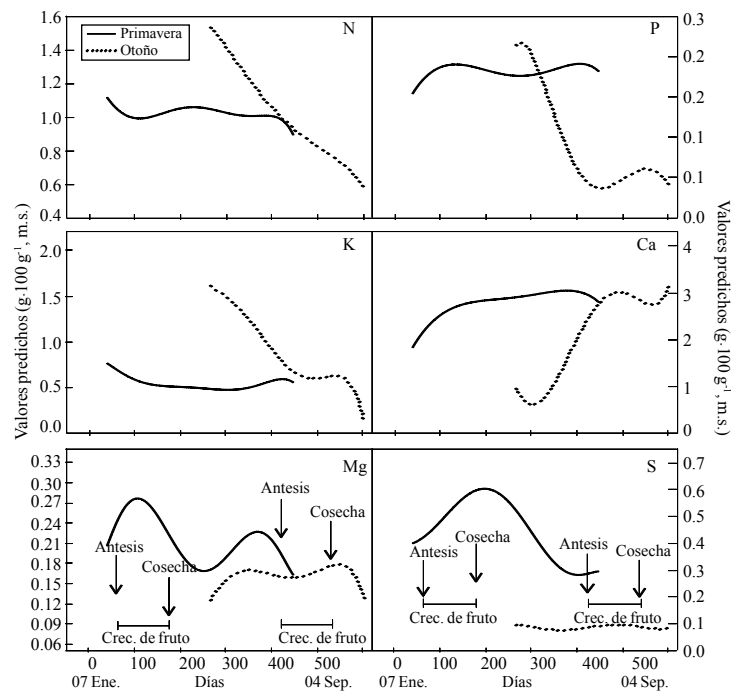 Primavera
Otoño
N
1.6
1.4
1.2
1.0
0.8
0.6
0.4
P
0.3
0.2
0.2
0.1
0.1
0.0
K
2.0
1.5
1.0
0.5
0.0
Ca
4
3
2
1
0
Valores predichos (g·100 g-1, m.s.)
Valores predichos (g·100 g-1, m.s.)
Mg
0.33
0.30
0.27
0.24
0.21
0.18
0.15
0.12
0.09
0.06
Antesis
Cosecha
Antesis
Cosecha
Crec. de fruto
Crec. de fruto
S
0.7
0.6
0.5
0.4
0.3
0.2
0.1
0.0
Antesis
Cosecha
Antesis
Cosecha
Crec. de fruto
Crec. de fruto
0 100 200 300 400 500
07 Ene. Días 04 Sep.
0 100 200 300 400 500
07 Ene. Días 04 Sep.